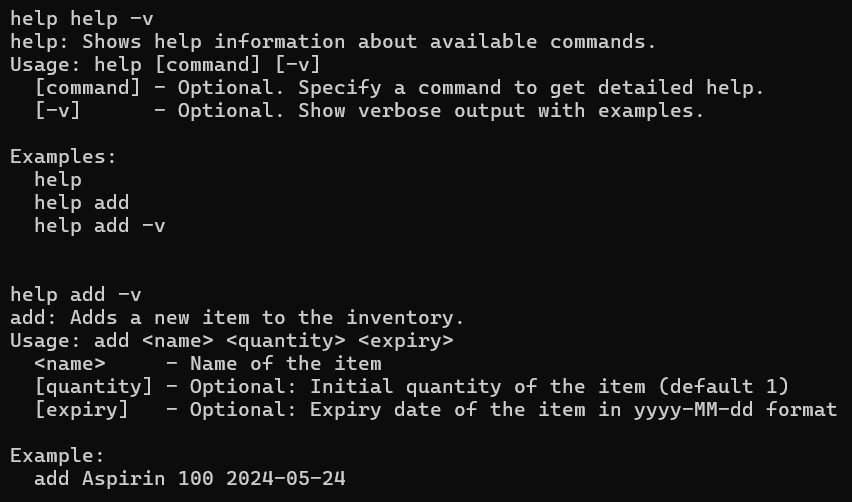 help help -v
help: Shows help information about available commands.
Usage: help [command] [-v]
  [command] - Optional. Specify a command to get detailed help.
  [-v]      - Optional. Show verbose output with examples.

Examples:
  help
  help add
  help add -v


help add -v
add: Adds a new item to the inventory.
Usage: add <name> <quantity> <expiry>
  <name>     - Name of the item
  [quantity] - Optional: Initial quantity of the item (default 1)
  [expiry]   - Optional: Expiry date of the item in yyyy-MM-dd format

Example:
  add Aspirin 100 2024-05-24